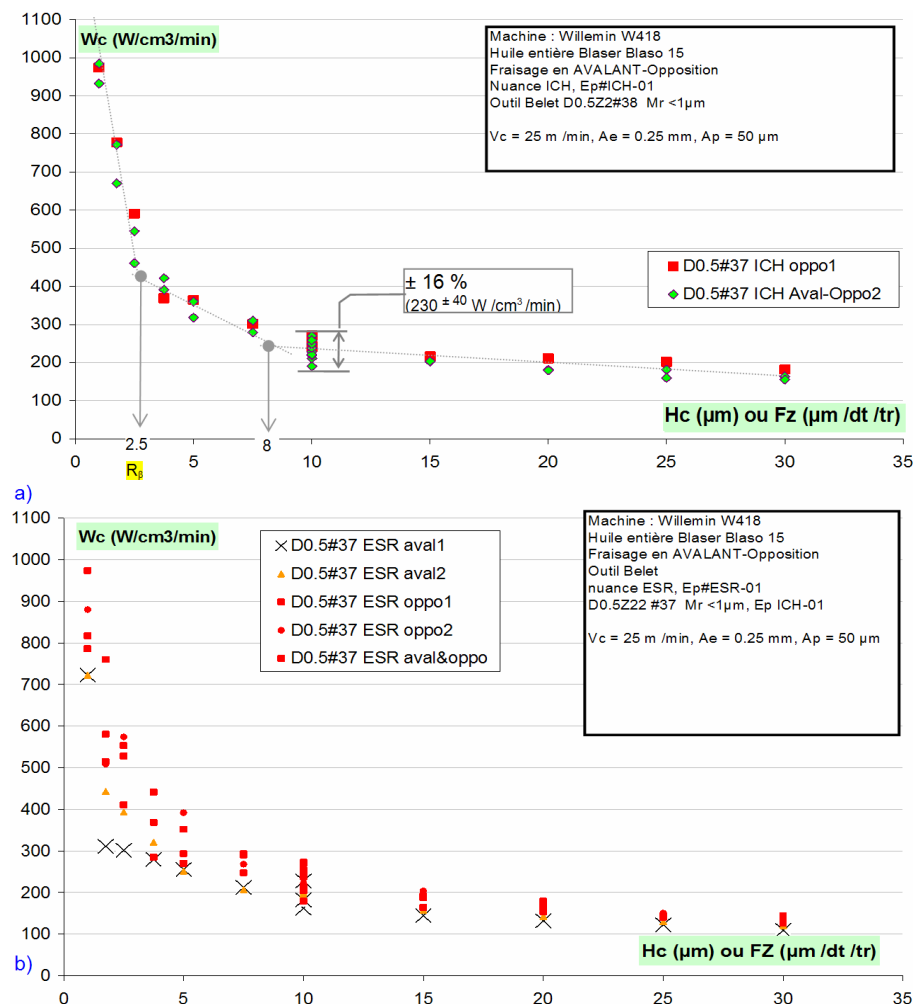 1100
1000
900
800
700
600
500
400
300
200
100
0
Wc (W/cm3/min)
Machine : Willemin W418
Huile entière Blaser Blaso 15
Fraisage en AVALANT-Opposition
Nuance ICH, Ep#ICH-01
Outil Belet D0.5Z2#38 Mr <1µm
Vc = 25 m /min, Ae = 0.25 mm, Ap = 50 µm
D0.5#37 ICH oppo1
D0.5#37 ICH Aval-Oppo2
± 16 %
(230 ± 40 W /cm³ /min)
Hc (µm) ou Fz (µm /dt /tr)
2.5
8
0 5 10 15 20 25 30 35
Rβ
a)
1100
1000
900
800
700
600
500
400
300
200
100
0
Wc (W/cm3/min)
D0.5#37 ESR aval1
D0.5#37 ESR aval2
D0.5#37 ESR oppo1
D0.5#37 ESR oppo2
D0.5#37 ESR aval&oppo
Machine : Willemin W418
Huile entière Blaser Blaso 15
Fraisage en AVALANT-Opposition
Outil Belet
nuance ESR, Ep#ESR-01
D0.5Z22 #37 Mr <1µm, Ep ICH-01
Vc = 25 m /min, Ae = 0.25 mm, Ap = 50 µm
Hc (µm) ou FZ (µm /dt /tr)
b)
0 5 10 15 20 25 30 35